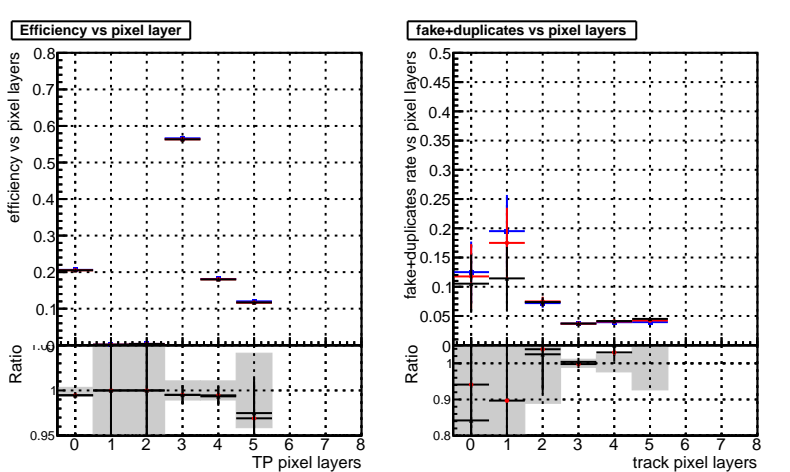 Efficiency vs pixel layer
efficiency vs pixel layers
0.8
0.7
0.6
0.5
0.4
0.3
0.2
0.1
0
Ratio
1
0.95
0 1 2 3 4 5 6 7 8
TP pixel layers
fake+duplicates vs pixel layers
fake+duplicates rate vs pixel layers
0.5
0.45
0.4
0.35
0.3
0.25
0.2
0.15
0.1
0.05
0
Ratio
1
0.9
0.8
0 1 2 3 4 5 6 7 8
track pixel layers